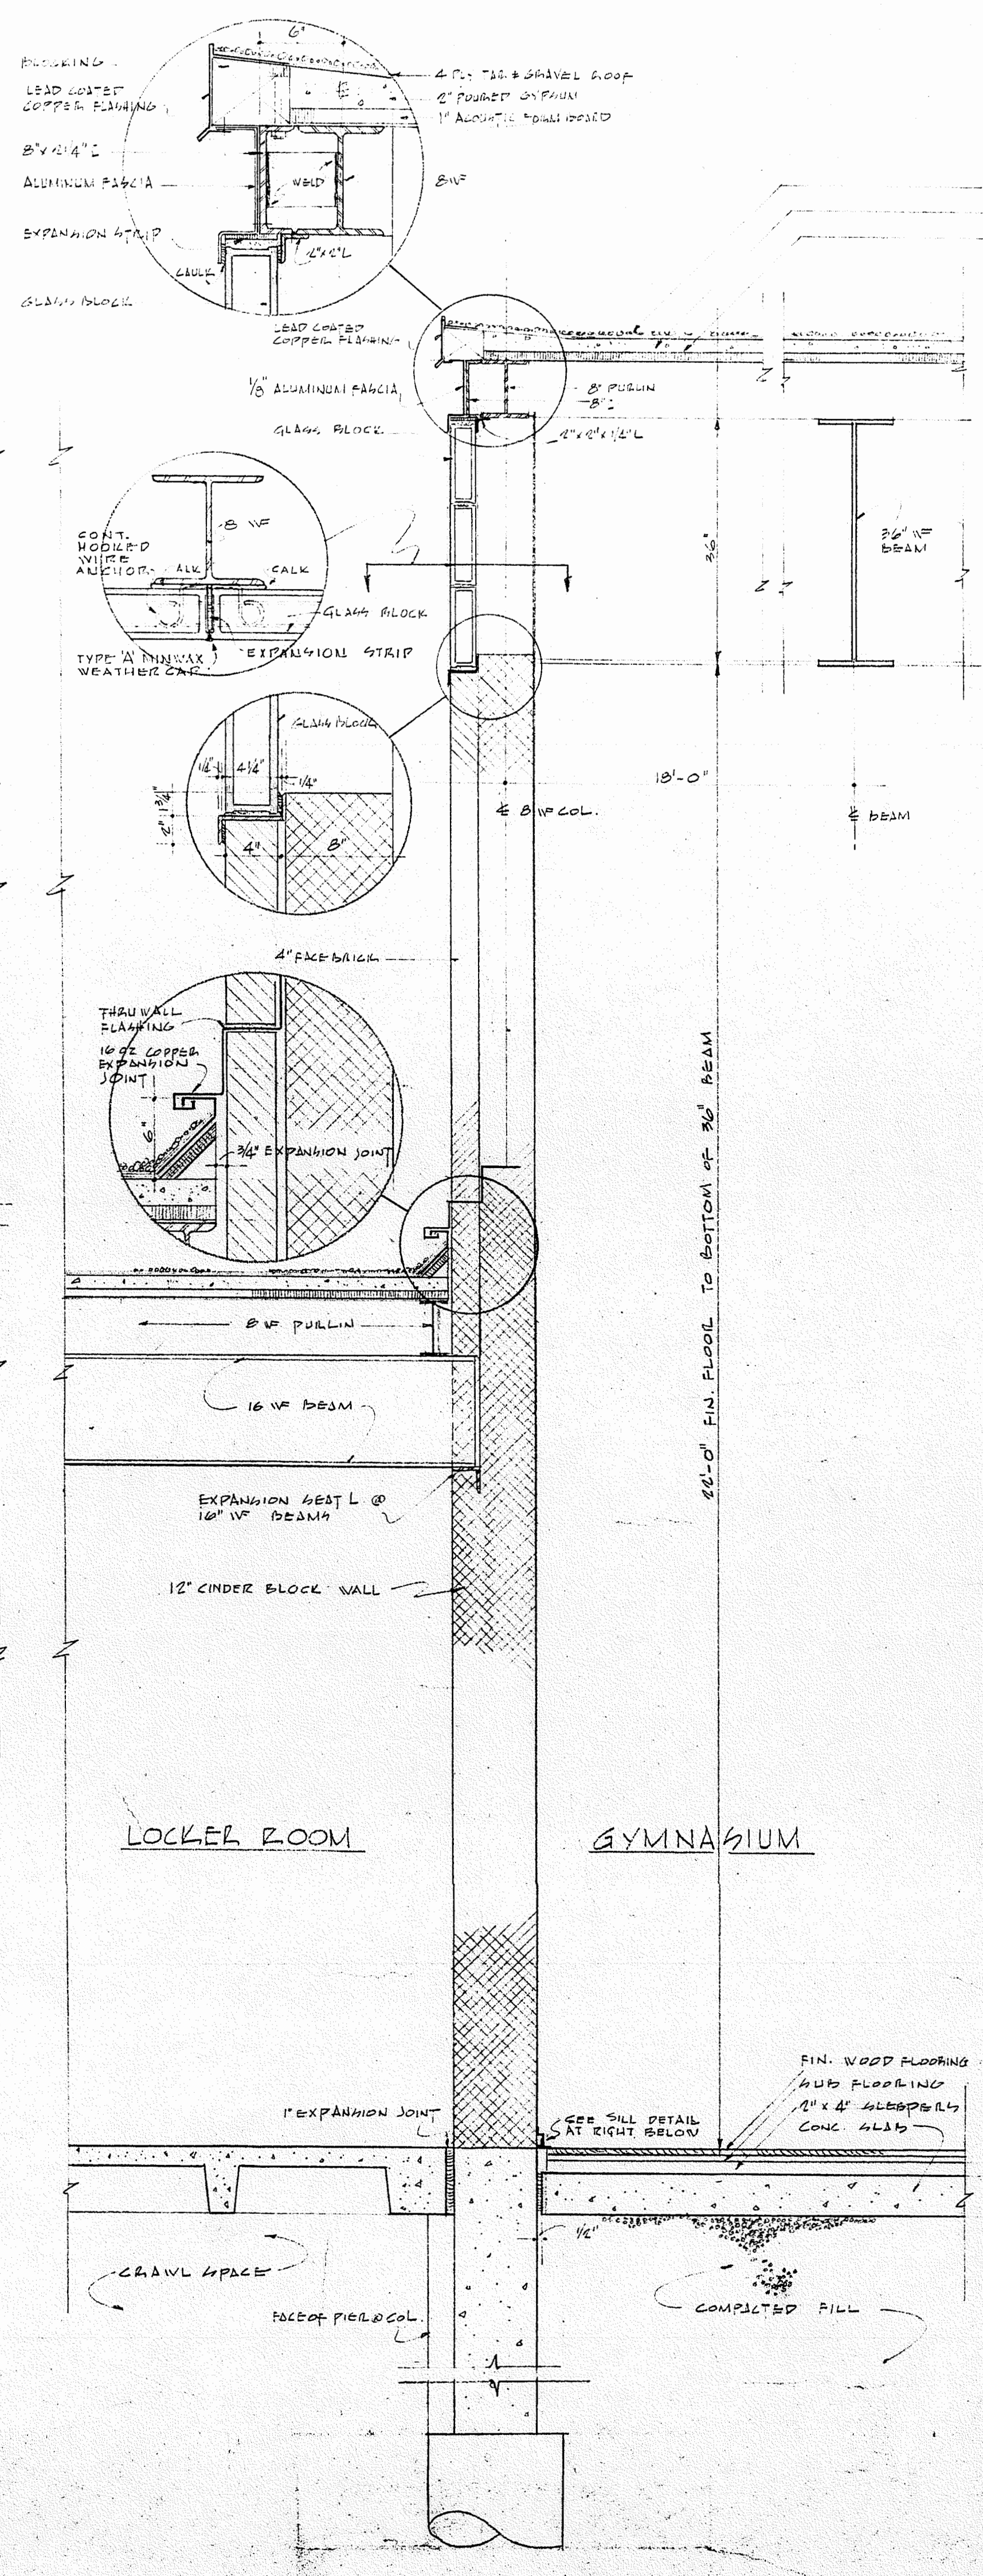 6"
BLOCKING
LEAD COATED
COPPER FLASHING
8" x 2 1/4" [
ALUMINUM FASCIA
EXPANSION STRIP
CAULK
GLASS BLOCK
WELD
2"x2"L
8 WF
4 PLY TAR & GRAVEL ROOF
2" POURED GYPSUM
1" ACOUSTIC FORM BOARD
LEAD COATED
COPPER FLASHING
1/8" ALUMINUM FASCIA
GLASS BLOCK
8" PURLIN
8" [
2"x2"x1/4"L
8 WF
CONT.
HOOKED
WIRE
ANCHOR
CALK
GLASS BLOCK
EXPANSION STRIP
TYPE 'A' MINWAX
WEATHER CAP
36"
36" WF
BEAM
GLASS BLOCK
1/4"
4 1/4"
1/4"
1 3/4"
2"
4"
8"
℄ 8 WF COL.
18'-0"
℄ BEAM
4" FACE BRICK
THRU WALL
FLASHING
16 OZ COPPER
EXPANSION
JOINT
6"
3/4" EXPANSION JOINT
8 WF PURLIN
16 WF BEAM
EXPANSION SEAT L @
16" WF BEAMS
12" CINDER BLOCK WALL
22'-0" FIN. FLOOR TO BOTTOM OF 36" BEAM
LOCKER ROOM
GYMNASIUM
FIN. WOOD FLOORING
SUB FLOORING
2" x 4" SLEEPERS
CONC. SLAB
1" EXPANSION JOINT
SEE SILL DETAIL
AT RIGHT BELOW
1/2"
CRAWL SPACE
FACE OF PIER @ COL.
COMPACTED FILL